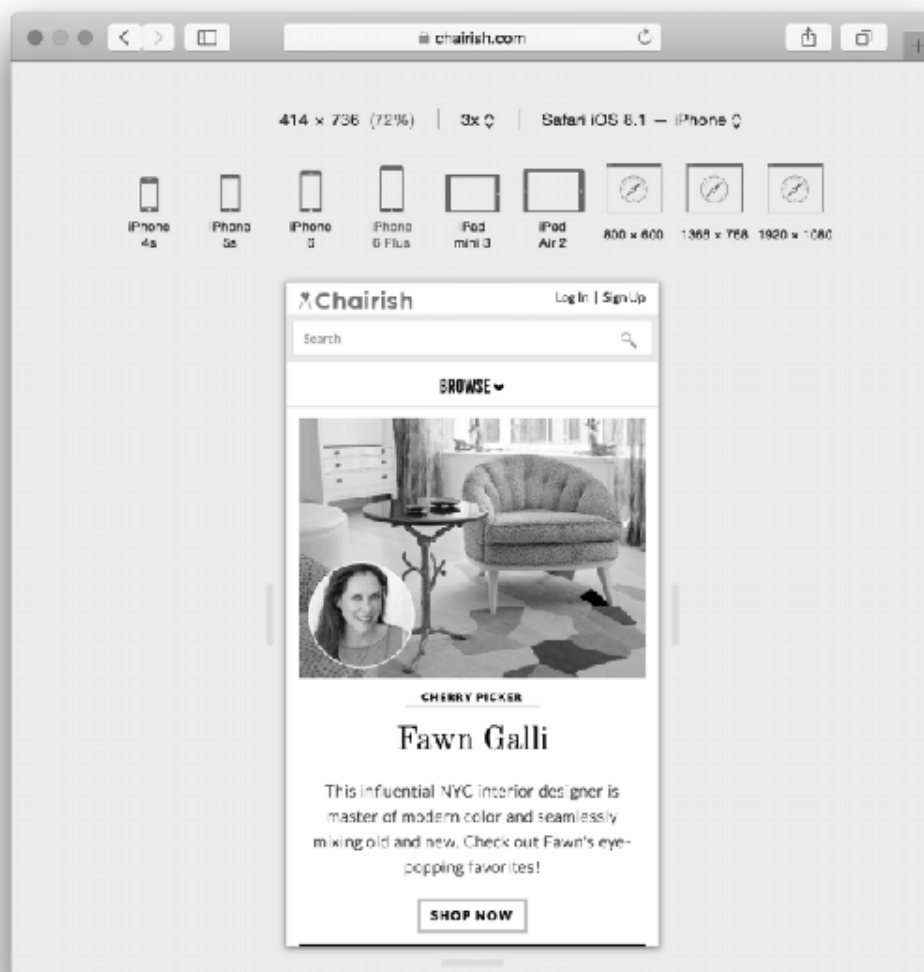 chairish.com
414 × 736 (72%) | 3x | Safari iOS 8.1 — iPhone
iPhone 4s
iPhone 5s
iPhone 6
iPhone 6 Plus
iPad mini 3
iPad Air 2
800 × 600
1366 × 768
1920 × 1080
Chairish
Log In | Sign Up
Search
BROWSE
CHERRY PICKER
Fawn Galli
This influential NYC interior designer is
master of modern color and seamlessly
mixing old and new. Check out Fawn's eye-
popping favorites!
SHOP NOW